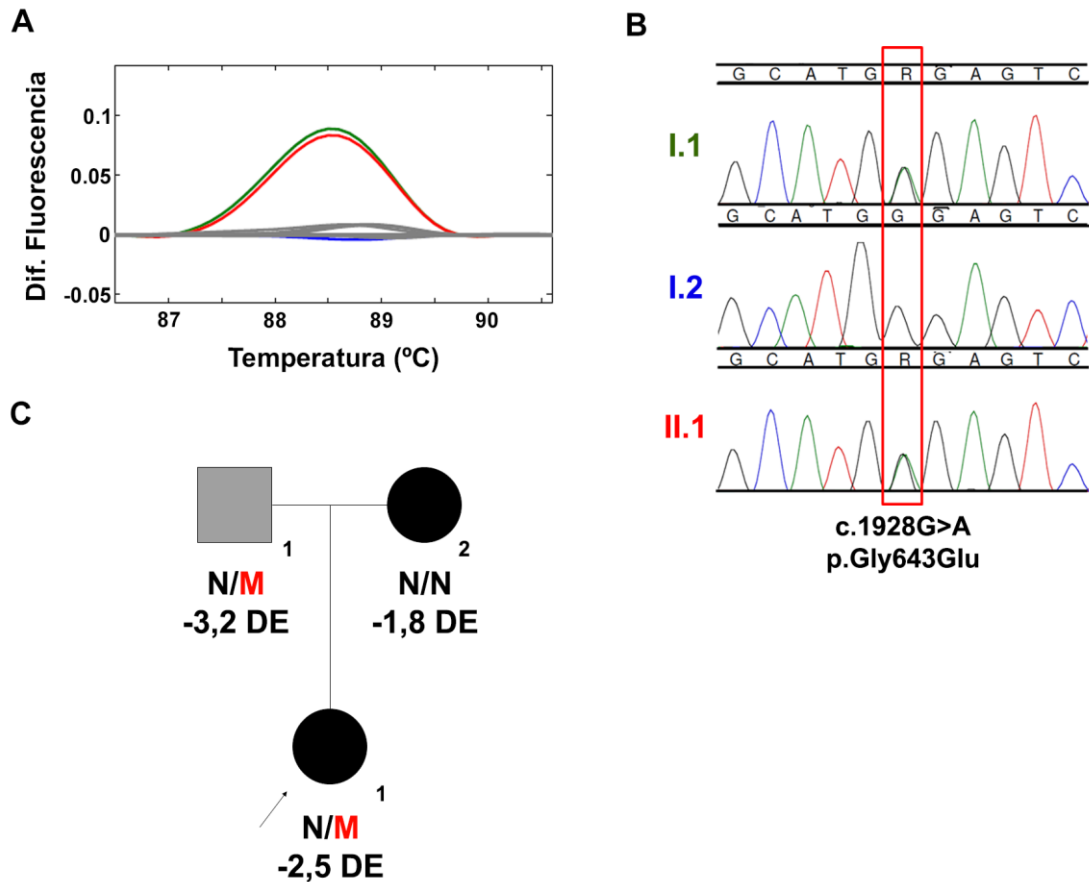 A
Dif. Fluorescencia
0.1
0.05
0
-0.05
87 88 89 90
Temperatura (ºC)
B
G C A T G R G A G T C
I.1
G C A T G G G A G T C
I.2
G C A T G R G A G T C
II.1
c.1928G>A
p.Gly643Glu
C
1
N/M
-3,2 DE
2
N/N
-1,8 DE
1
N/M
-2,5 DE